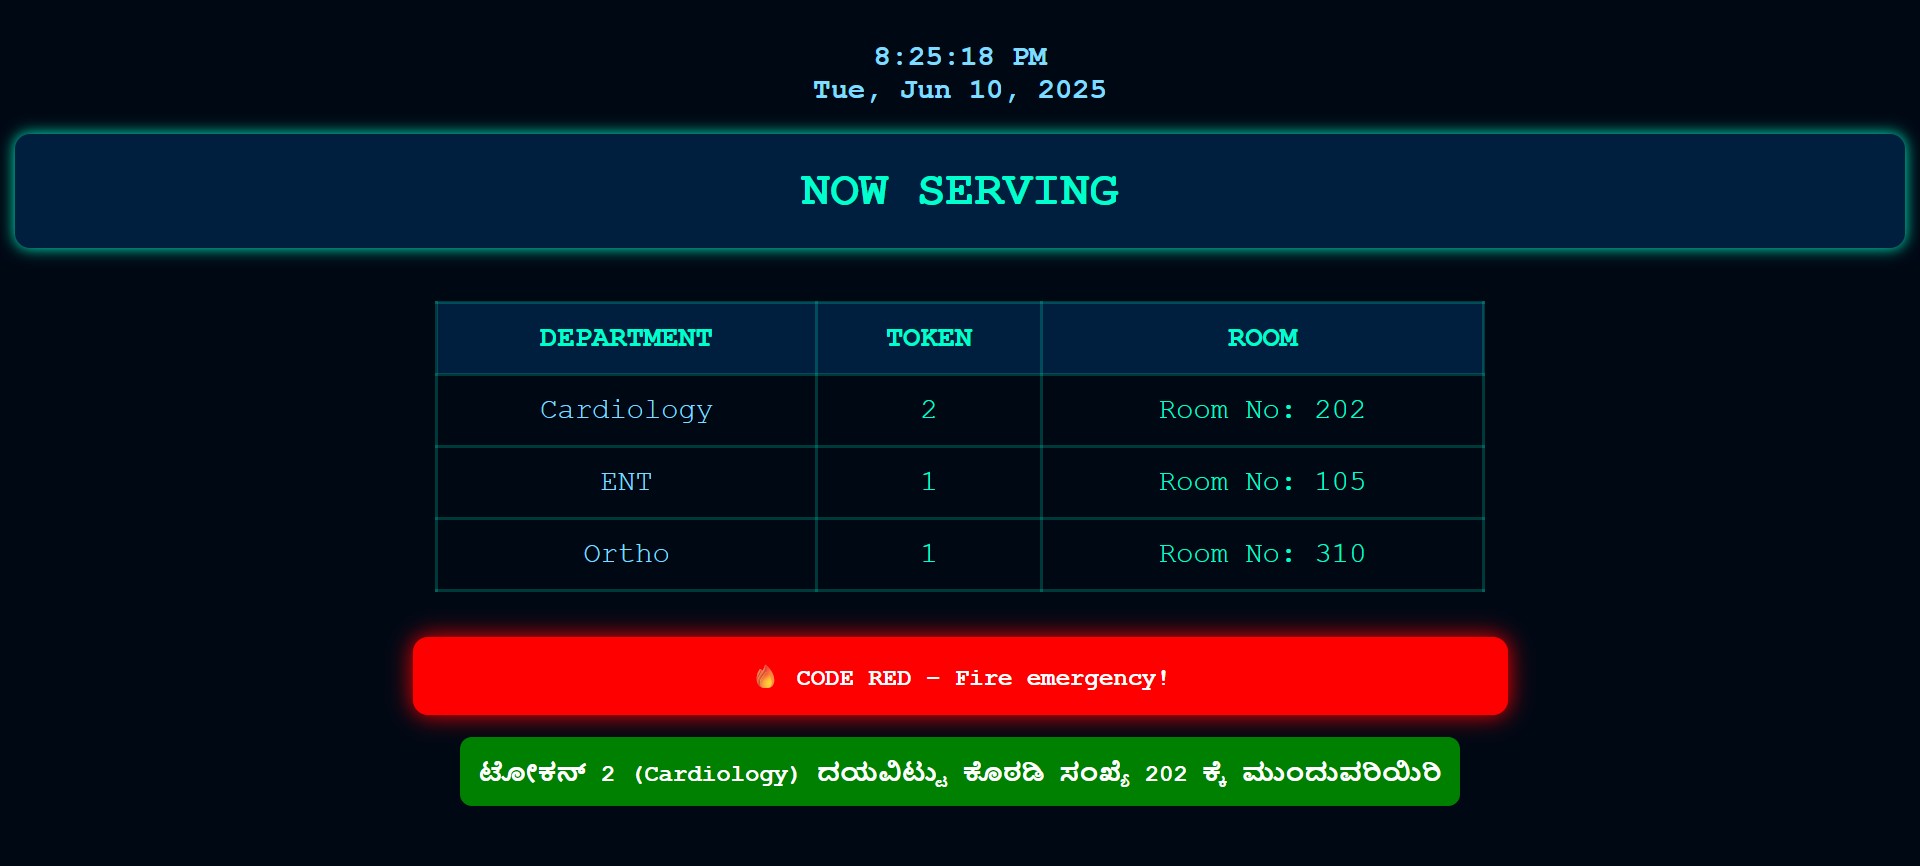 8:25:18 PM
Tue, Jun 10, 2025
NOW SERVING
DEPARTMENT TOKEN ROOM
Cardiology 2 Room No: 202
ENT 1 Room No: 105
Ortho 1 Room No: 310
🔥 CODE RED – Fire emergency!
ಟೋಕನ್ 2 (Cardiology) ದಯವಿಟ್ಟು ಕೊಠಡಿ ಸಂಖ್ಯೆ 202 ಕ್ಕೆ ಮುಂದುವರಿಯಿರಿ